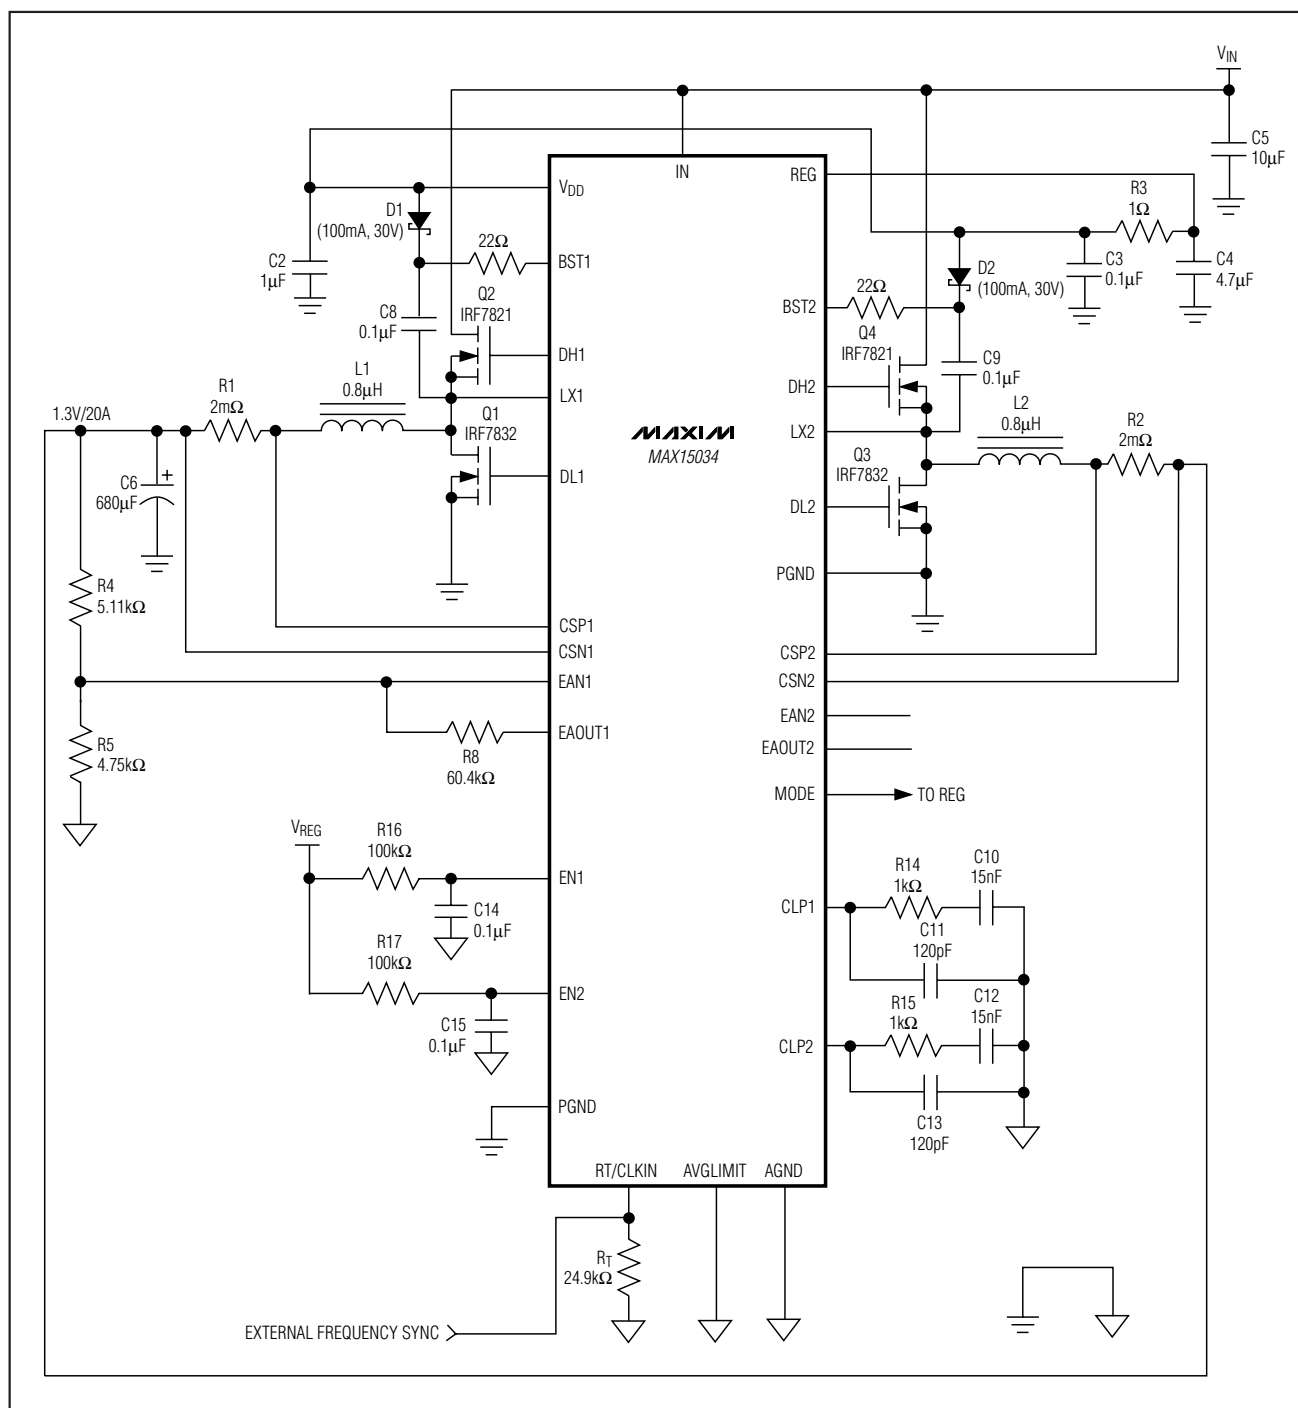 VIN
C5
10µF
IN
REG
VDD
D1
(100mA, 30V)
R3
1Ω
22Ω
BST1
C2
1µF
D2
(100mA, 30V)
C3
0.1µF
C4
4.7µF
Q2
IRF7821
C8
0.1µF
22Ω
BST2
Q4
IRF7821
DH1
C9
0.1µF
L1
0.8µH
R1
2mΩ
DH2
LX1
1.3V/20A
Q1
IRF7832
L2
0.8µH
R2
2mΩ
MAXIM
MAX15034
LX2
Q3
IRF7832
C6
+
680µF
DL1
DL2
R4
5.11kΩ
PGND
CSP1
CSN1
CSP2
CSN2
EAN1
EAN2
R5
4.75kΩ
R8
60.4kΩ
EAOUT1
EAOUT2
MODE
TO REG
VREG
R16
100kΩ
EN1
C14
0.1µF
R14
1kΩ
C10
15nF
CLP1
C11
120pF
R17
100kΩ
EN2
C15
0.1µF
R15
1kΩ
C12
15nF
CLP2
C13
120pF
PGND
RT/CLKIN
AVGLIMIT
AGND
RT
24.9kΩ
EXTERNAL FREQUENCY SYNC